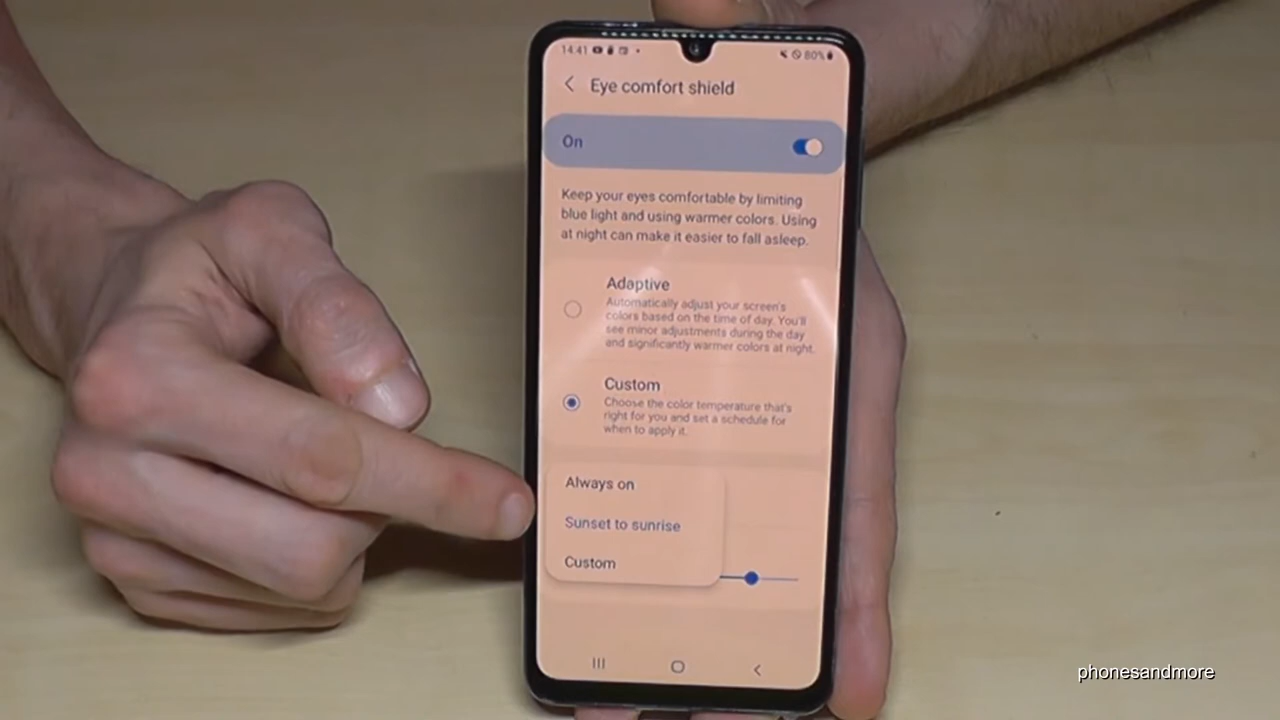 14:41
80%
Eye comfort shield
On
Keep your eyes comfortable by limiting
blue light and using warmer colors. Using
at night can make it easier to fall asleep.
Adaptive
Automatically adjust your screen's
colors based on the time of day. You'll
see minor adjustments during the day
and significantly warmer colors at night.
Custom
Choose the color temperature that's
right for you and set a schedule for
when to apply it.
Always on
Sunset to sunrise
Custom
phonesandmore